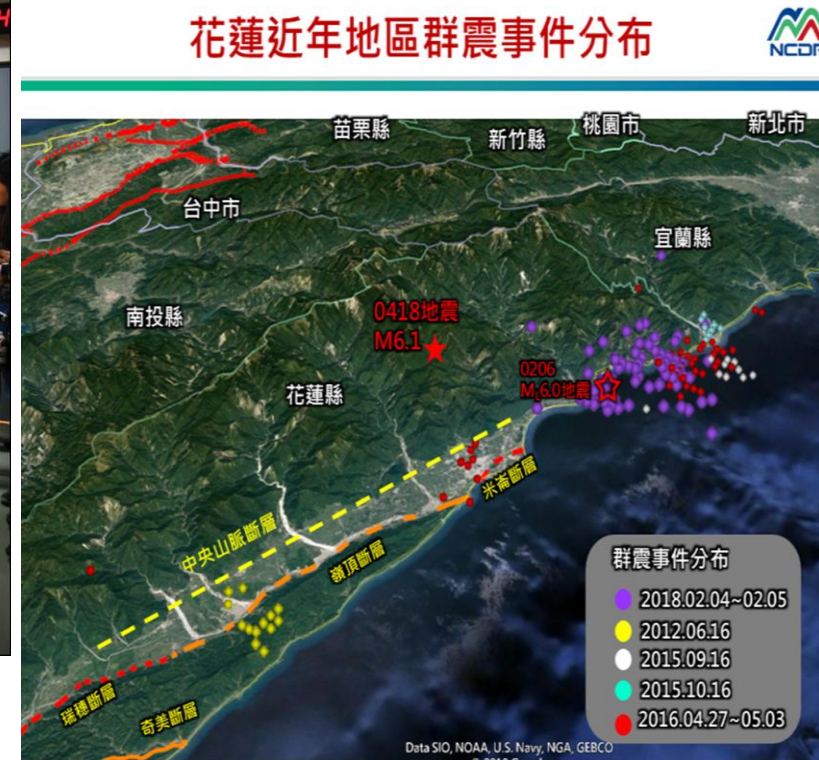 花蓮近年地區群震事件分布
苗栗縣
新竹縣
桃園市
新北市
台中市
宜蘭縣
南投縣
0418地震
M6.1
0206
M_L6.0地震
花蓮縣
米崙斷層
中央山脈斷層
嶺頂斷層
瑞穗斷層
奇美斷層
群震事件分布
2018.02.04~02.05
2012.06.16
2015.09.16
2015.10.16
2016.04.27~05.03
Data SIO, NOAA, U.S. Navy, NGA, GEBCO